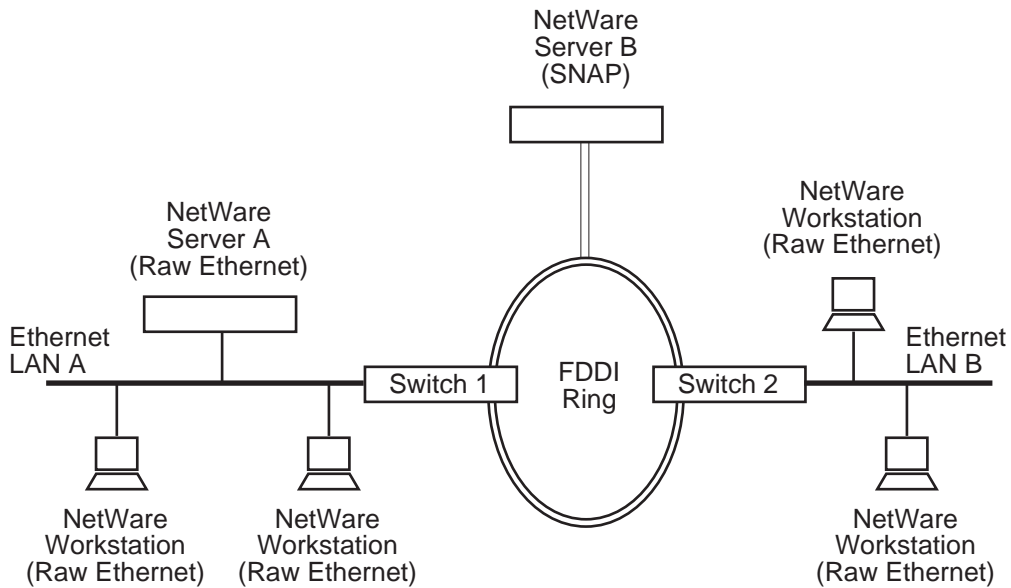 NetWare
Server B
(SNAP)
NetWare
Server A
(Raw Ethernet)
NetWare
Workstation
(Raw Ethernet)
Ethernet
LAN A
Switch 1
FDDI
Ring
Switch 2
Ethernet
LAN B
NetWare
Workstation
(Raw Ethernet)
NetWare
Workstation
(Raw Ethernet)
NetWare
Workstation
(Raw Ethernet)